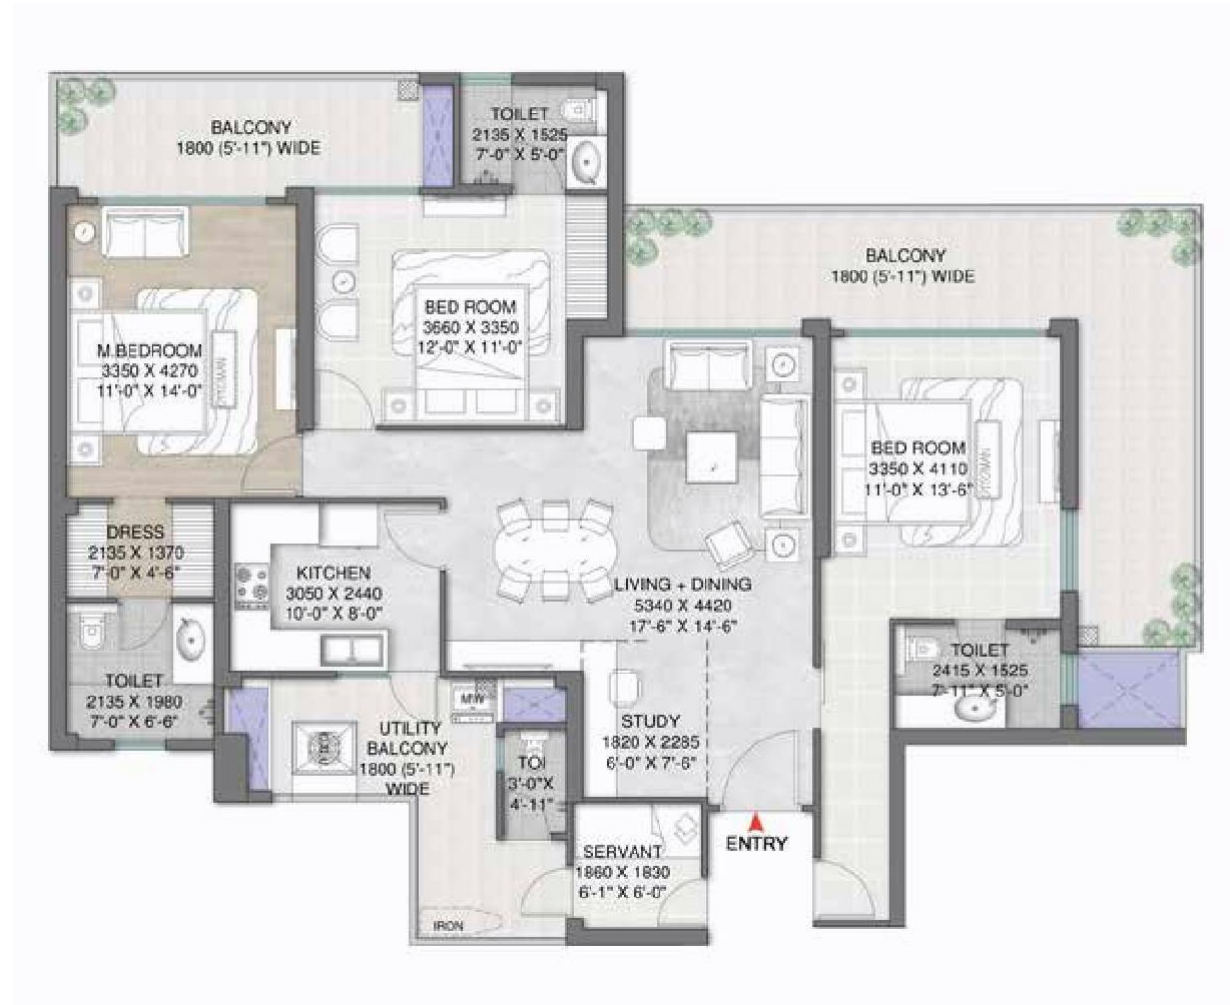 BALCONY
1800 (5'-11") WIDE
TOILET
2135 X 1525
7'-0" X 5'-0"
BALCONY
1800 (5'-11") WIDE
BED ROOM
3660 X 3350
12'-0" X 11'-0"
M.BEDROOM
3350 X 4270
11'-0" X 14'-0"
OTTOMAN
BED ROOM
3350 X 4110
11'-0" X 13'-6"
OTTOMAN
DRESS
2135 X 1370
7'-0" X 4'-6"
KITCHEN
3050 X 2440
10'-0" X 8'-0"
LIVING + DINING
5340 X 4420
17'-6" X 14'-6"
TOILET
2135 X 1980
7'-0" X 6'-6"
TOILET
2415 X 1525
7'-11" X 5'-0"
MW
UTILITY
BALCONY
1800 (5'-11")
WIDE
STUDY
1820 X 2285
6'-0" X 7'-6"
TOI
3'-0"X
4'-11"
ENTRY
SERVANT
1860 X 1830
6'-1" X 6'-0"
IRON